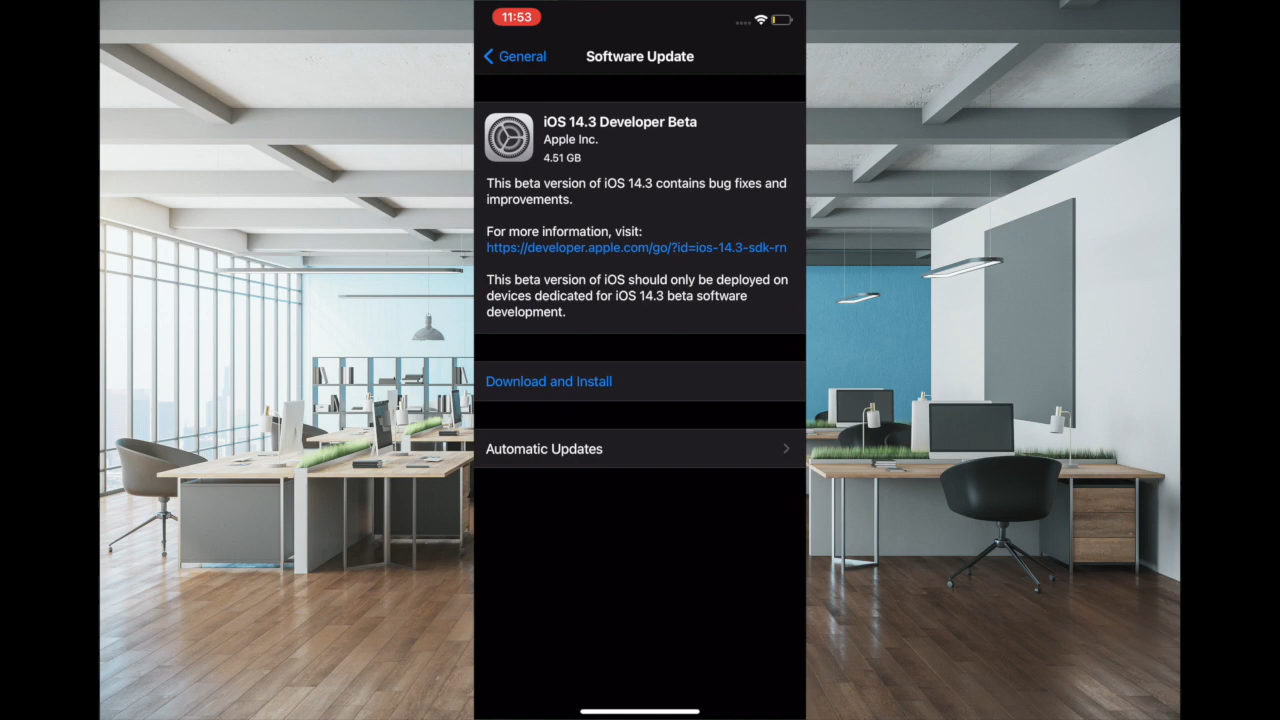 11:53
General
Software Update
iOS 14.3 Developer Beta
Apple Inc.
4.51 GB
This beta version of iOS 14.3 contains bug fixes and
improvements.
For more information, visit:
https://developer.apple.com/go/?id=ios-14.3-sdk-rn
This beta version of iOS should only be deployed on
devices dedicated for iOS 14.3 beta software
development.
Download and Install
Automatic Updates